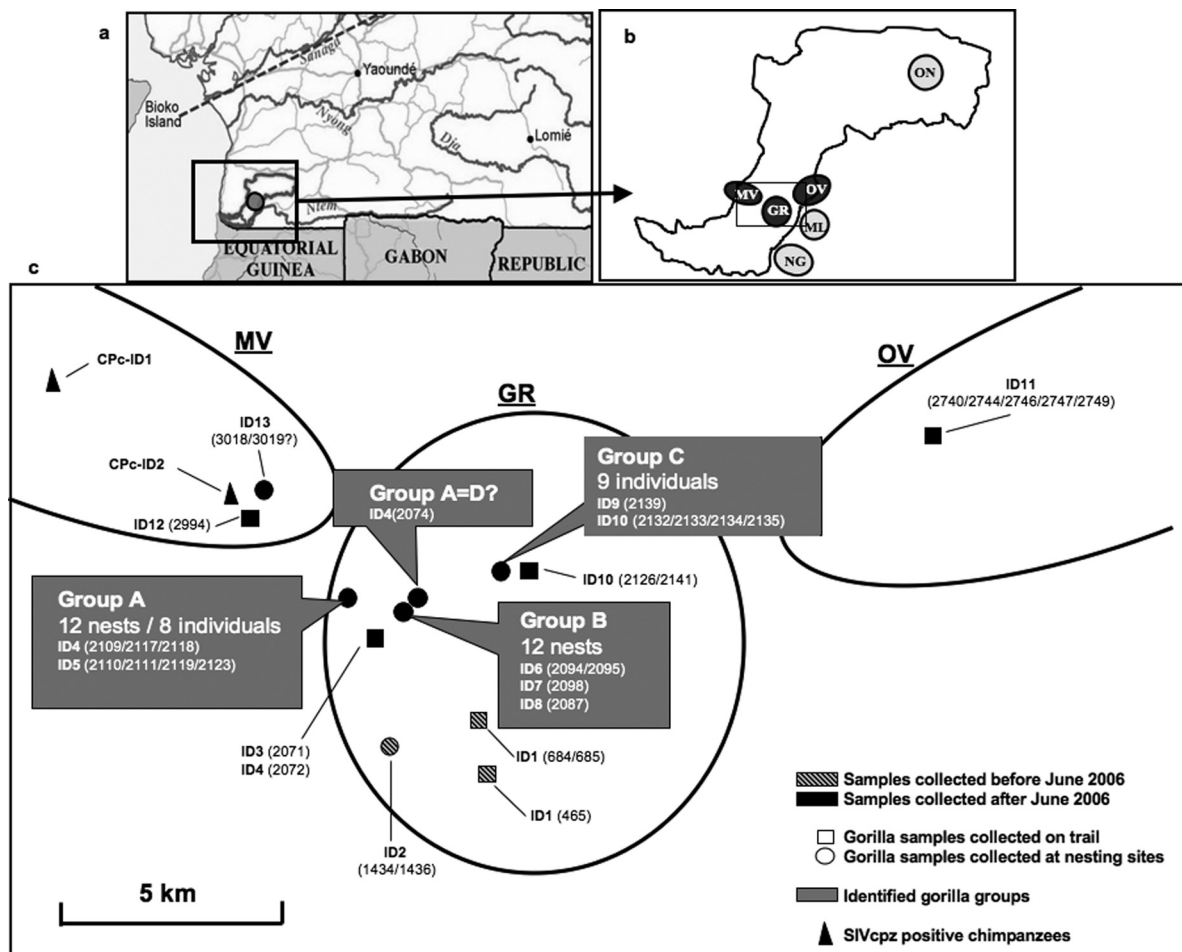 a
Sanaga
Yaoundé
Bioko
Island
Nyong
Dja
Lomié
Ntem
EQUATORIAL
GUINEA
GABON
REPUBLIC
b
ON
MV
OV
GR
ML
NG
c
MV
OV
GR
CPc-ID1
ID11
(2740/2744/2746/2747/2749)
ID13
(3018/3019?)
CPc-ID2
ID12 (2994)
Group A=D?
ID4(2074)
Group C
9 individuals
ID9 (2139)
ID10 (2132/2133/2134/2135)
ID10 (2126/2141)
Group A
12 nests / 8 individuals
ID4 (2109/2117/2118)
ID5 (2110/2111/2119/2123)
Group B
12 nests
ID6 (2094/2095)
ID7 (2098)
ID8 (2087)
ID3 (2071)
ID4 (2072)
ID1 (684/685)
ID1 (465)
ID2
(1434/1436)
5 km
Samples collected before June 2006
Samples collected after June 2006
Gorilla samples collected on trail
Gorilla samples collected at nesting sites
Identified gorilla groups
SIVcpz positive chimpanzees